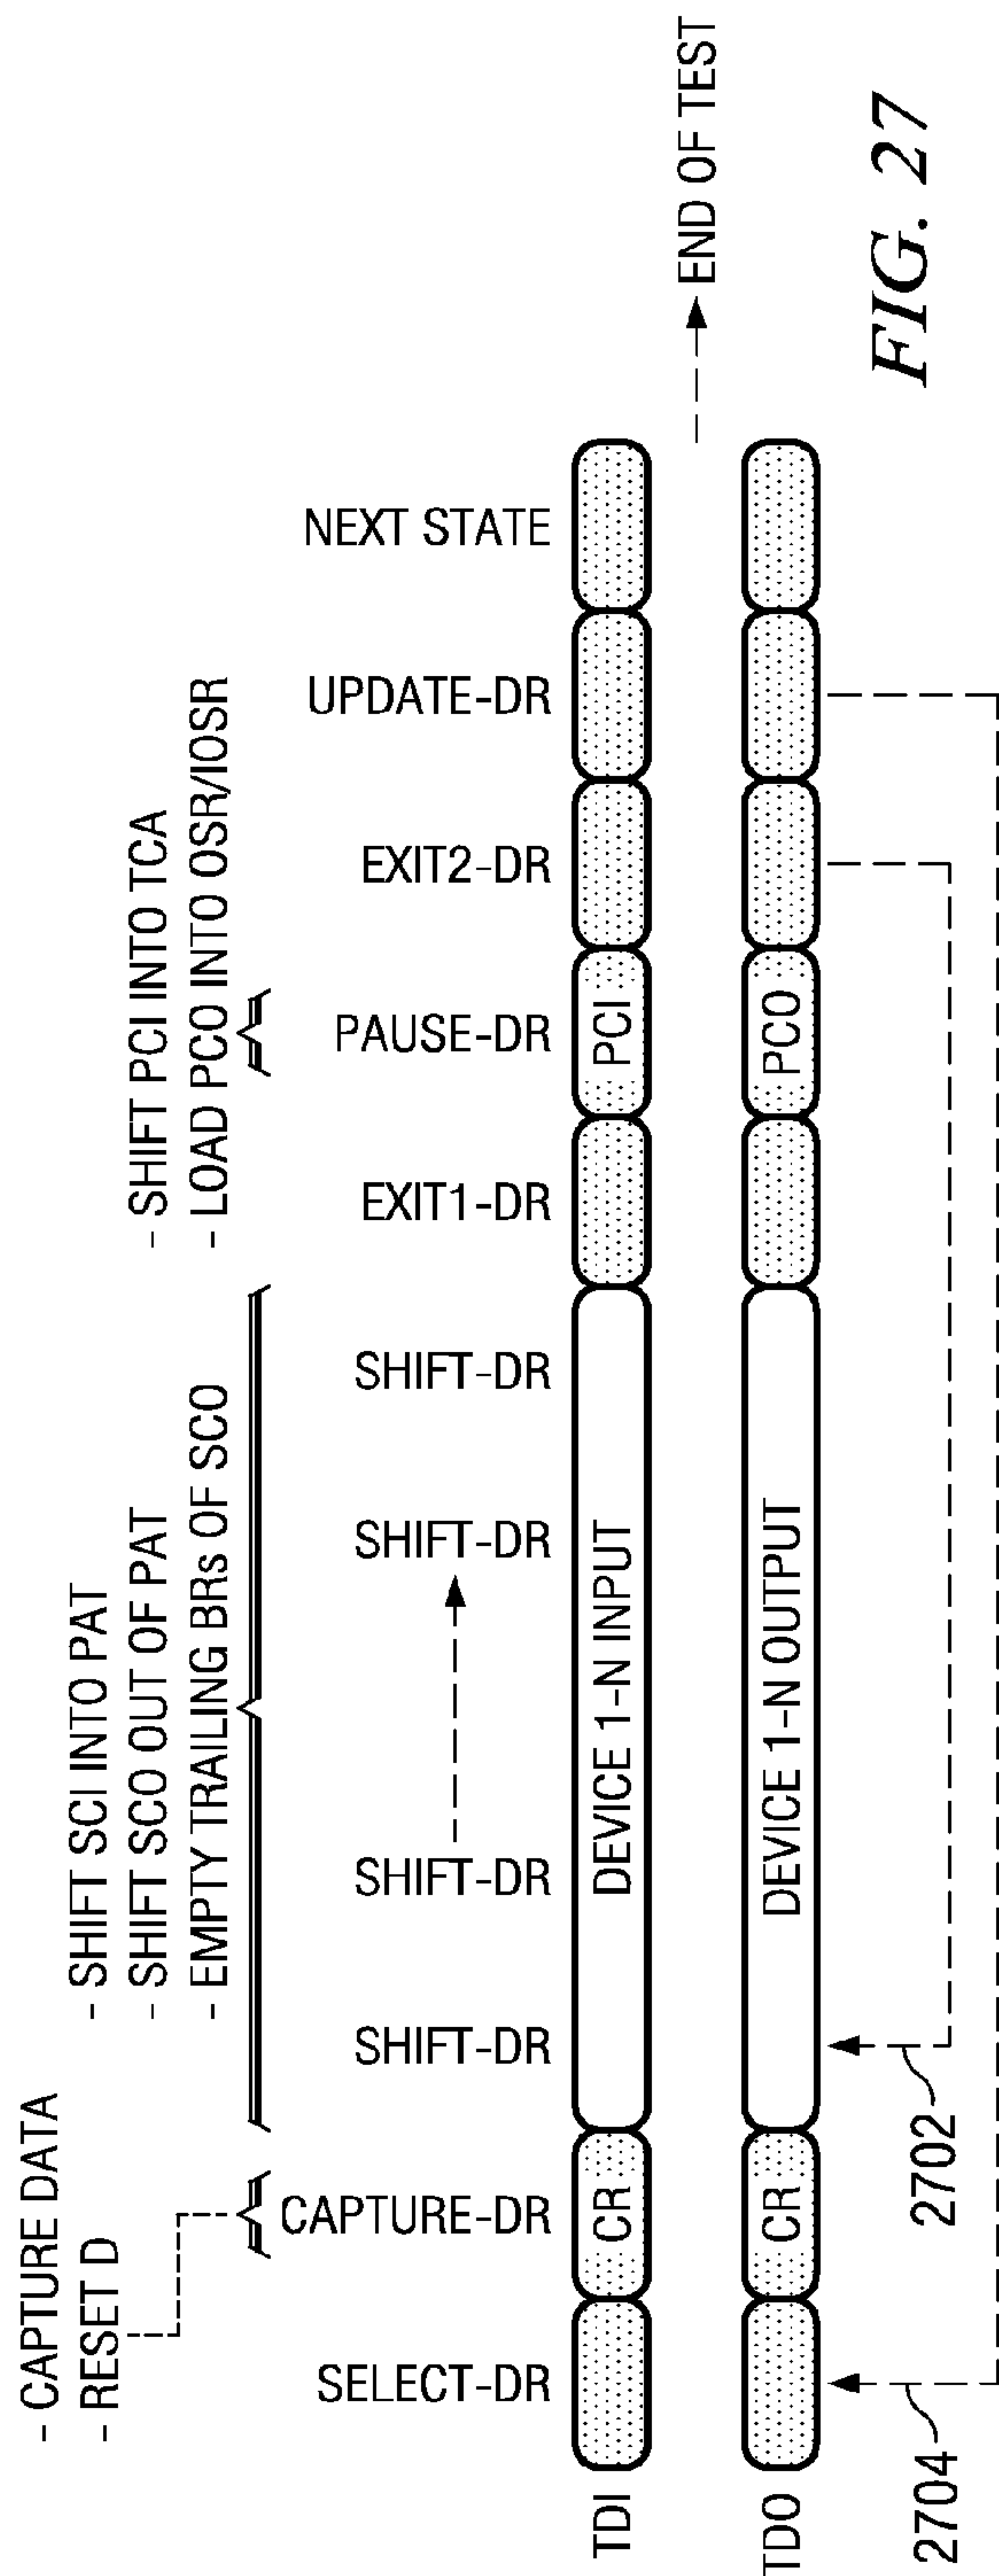 - CAPTURE DATA
- RESET D
- SHIFT SCI INTO PAT
- SHIFT SCO OUT OF PAT
- EMPTY TRAILING BRs OF SCO
- SHIFT PCI INTO TCA
- LOAD PCO INTO OSR/IOSR
SELECT-DR CAPTURE-DR SHIFT-DR SHIFT-DR SHIFT-DR SHIFT-DR EXIT1-DR PAUSE-DR EXIT2-DR UPDATE-DR NEXT STATE
TDI CR DEVICE 1-N INPUT PCI
END OF TEST
TDO CR DEVICE 1-N OUTPUT PCO
2704 2702
FIG. 27